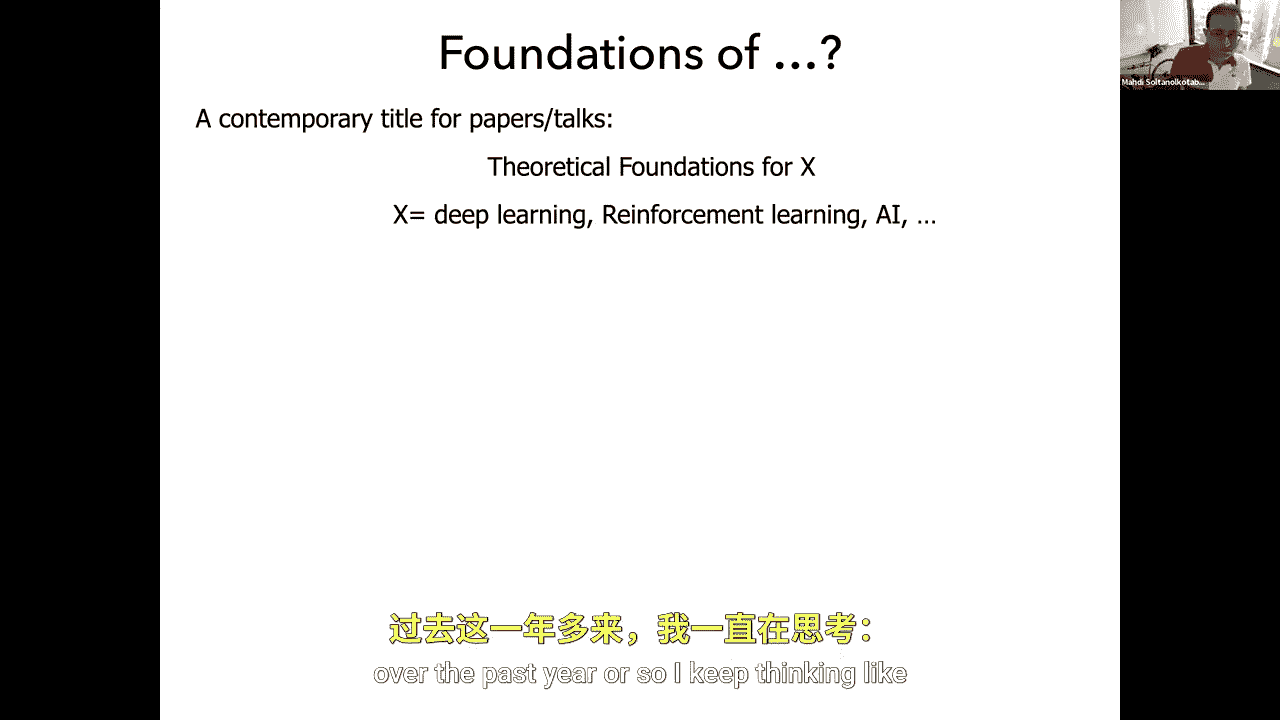 Foundations of ...?
A contemporary title for papers/talks:
Theoretical Foundations for X
X= deep learning, Reinforcement learning, AI, ...
Mahdi Soltanolkotab...
过去这一年多来，我一直在思考：
over the past year or so I keep thinking like